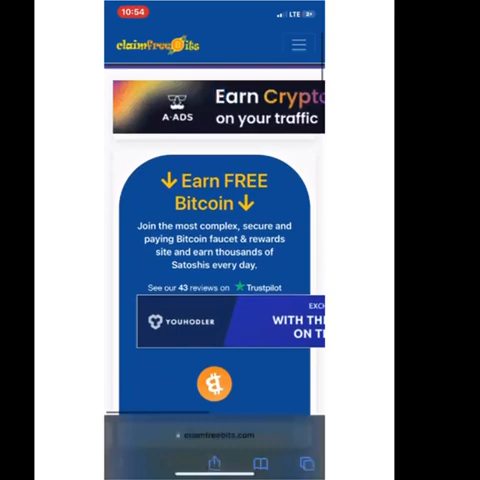 10:54
LTE
claimfreebits
A-ADS
Earn Crypto
on your traffic
↓ Earn FREE
Bitcoin ↓
Join the most complex, secure and
paying Bitcoin faucet & rewards
site and earn thousands of
Satoshis every day.
See our 43 reviews on ★ Trustpilot
YOUHODLER
EXC
WITH TH
ON T
claimfreebits.com